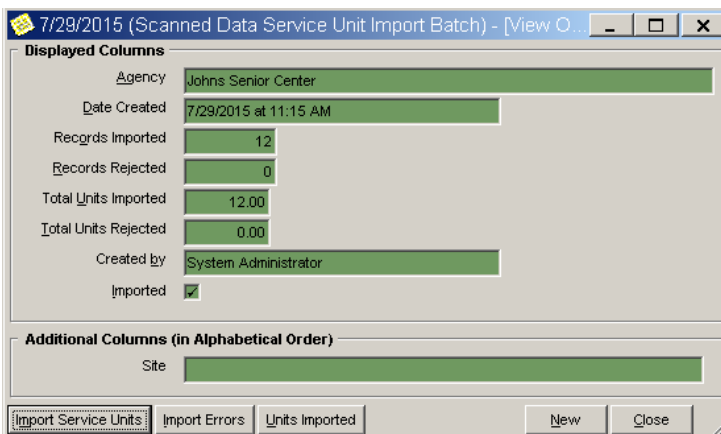 7/29/2015 (Scanned Data Service Unit Import Batch) - [View O...
Displayed Columns
Agency Johns Senior Center
Date Created 7/29/2015 at 11:15 AM
Records Imported 12
Records Rejected 0
Total Units Imported 12.00
Total Units Rejected 0.00
Created by System Administrator
Imported
Additional Columns (in Alphabetical Order)
Site
Import Service Units Import Errors Units Imported New Close